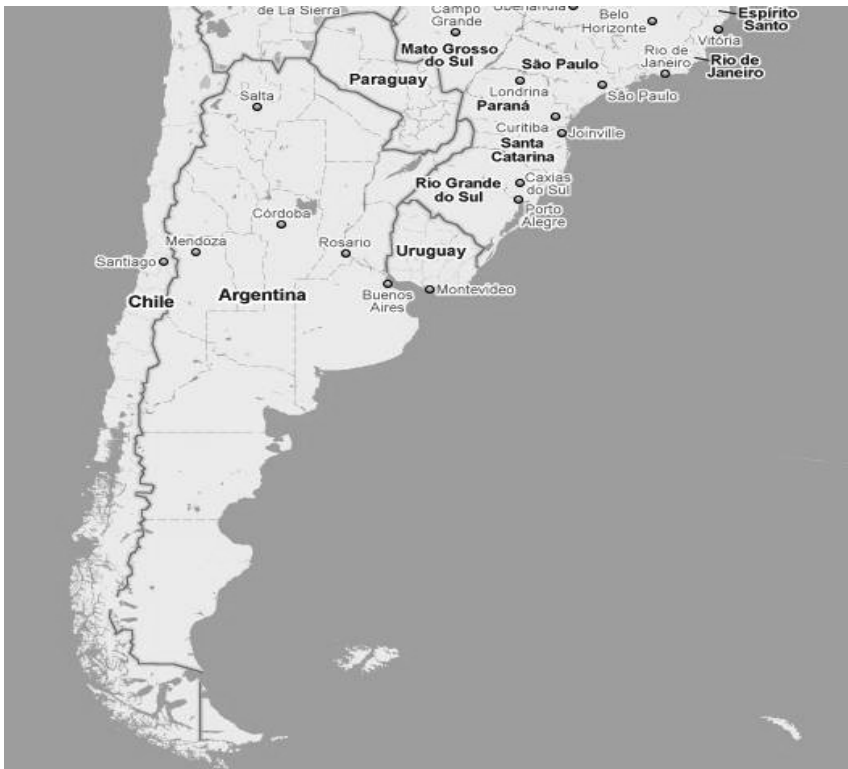 de La Sierra
Campo
Grande
Uberlandia
Belo
Horizonte
Espírito
Santo
Vitória
Mato Grosso
do Sul
São Paulo
Rio de
Janeiro
Rio de
Janeiro
Paraguay
Londrina
São Paulo
Salta
Paraná
Curitiba
Joinville
Santa
Catarina
Rio Grande
do Sul
Caxias
do Sul
Porto
Alegre
Córdoba
Mendoza
Rosario
Uruguay
Santiago
Chile
Argentina
Buenos
Aires
Montevideo